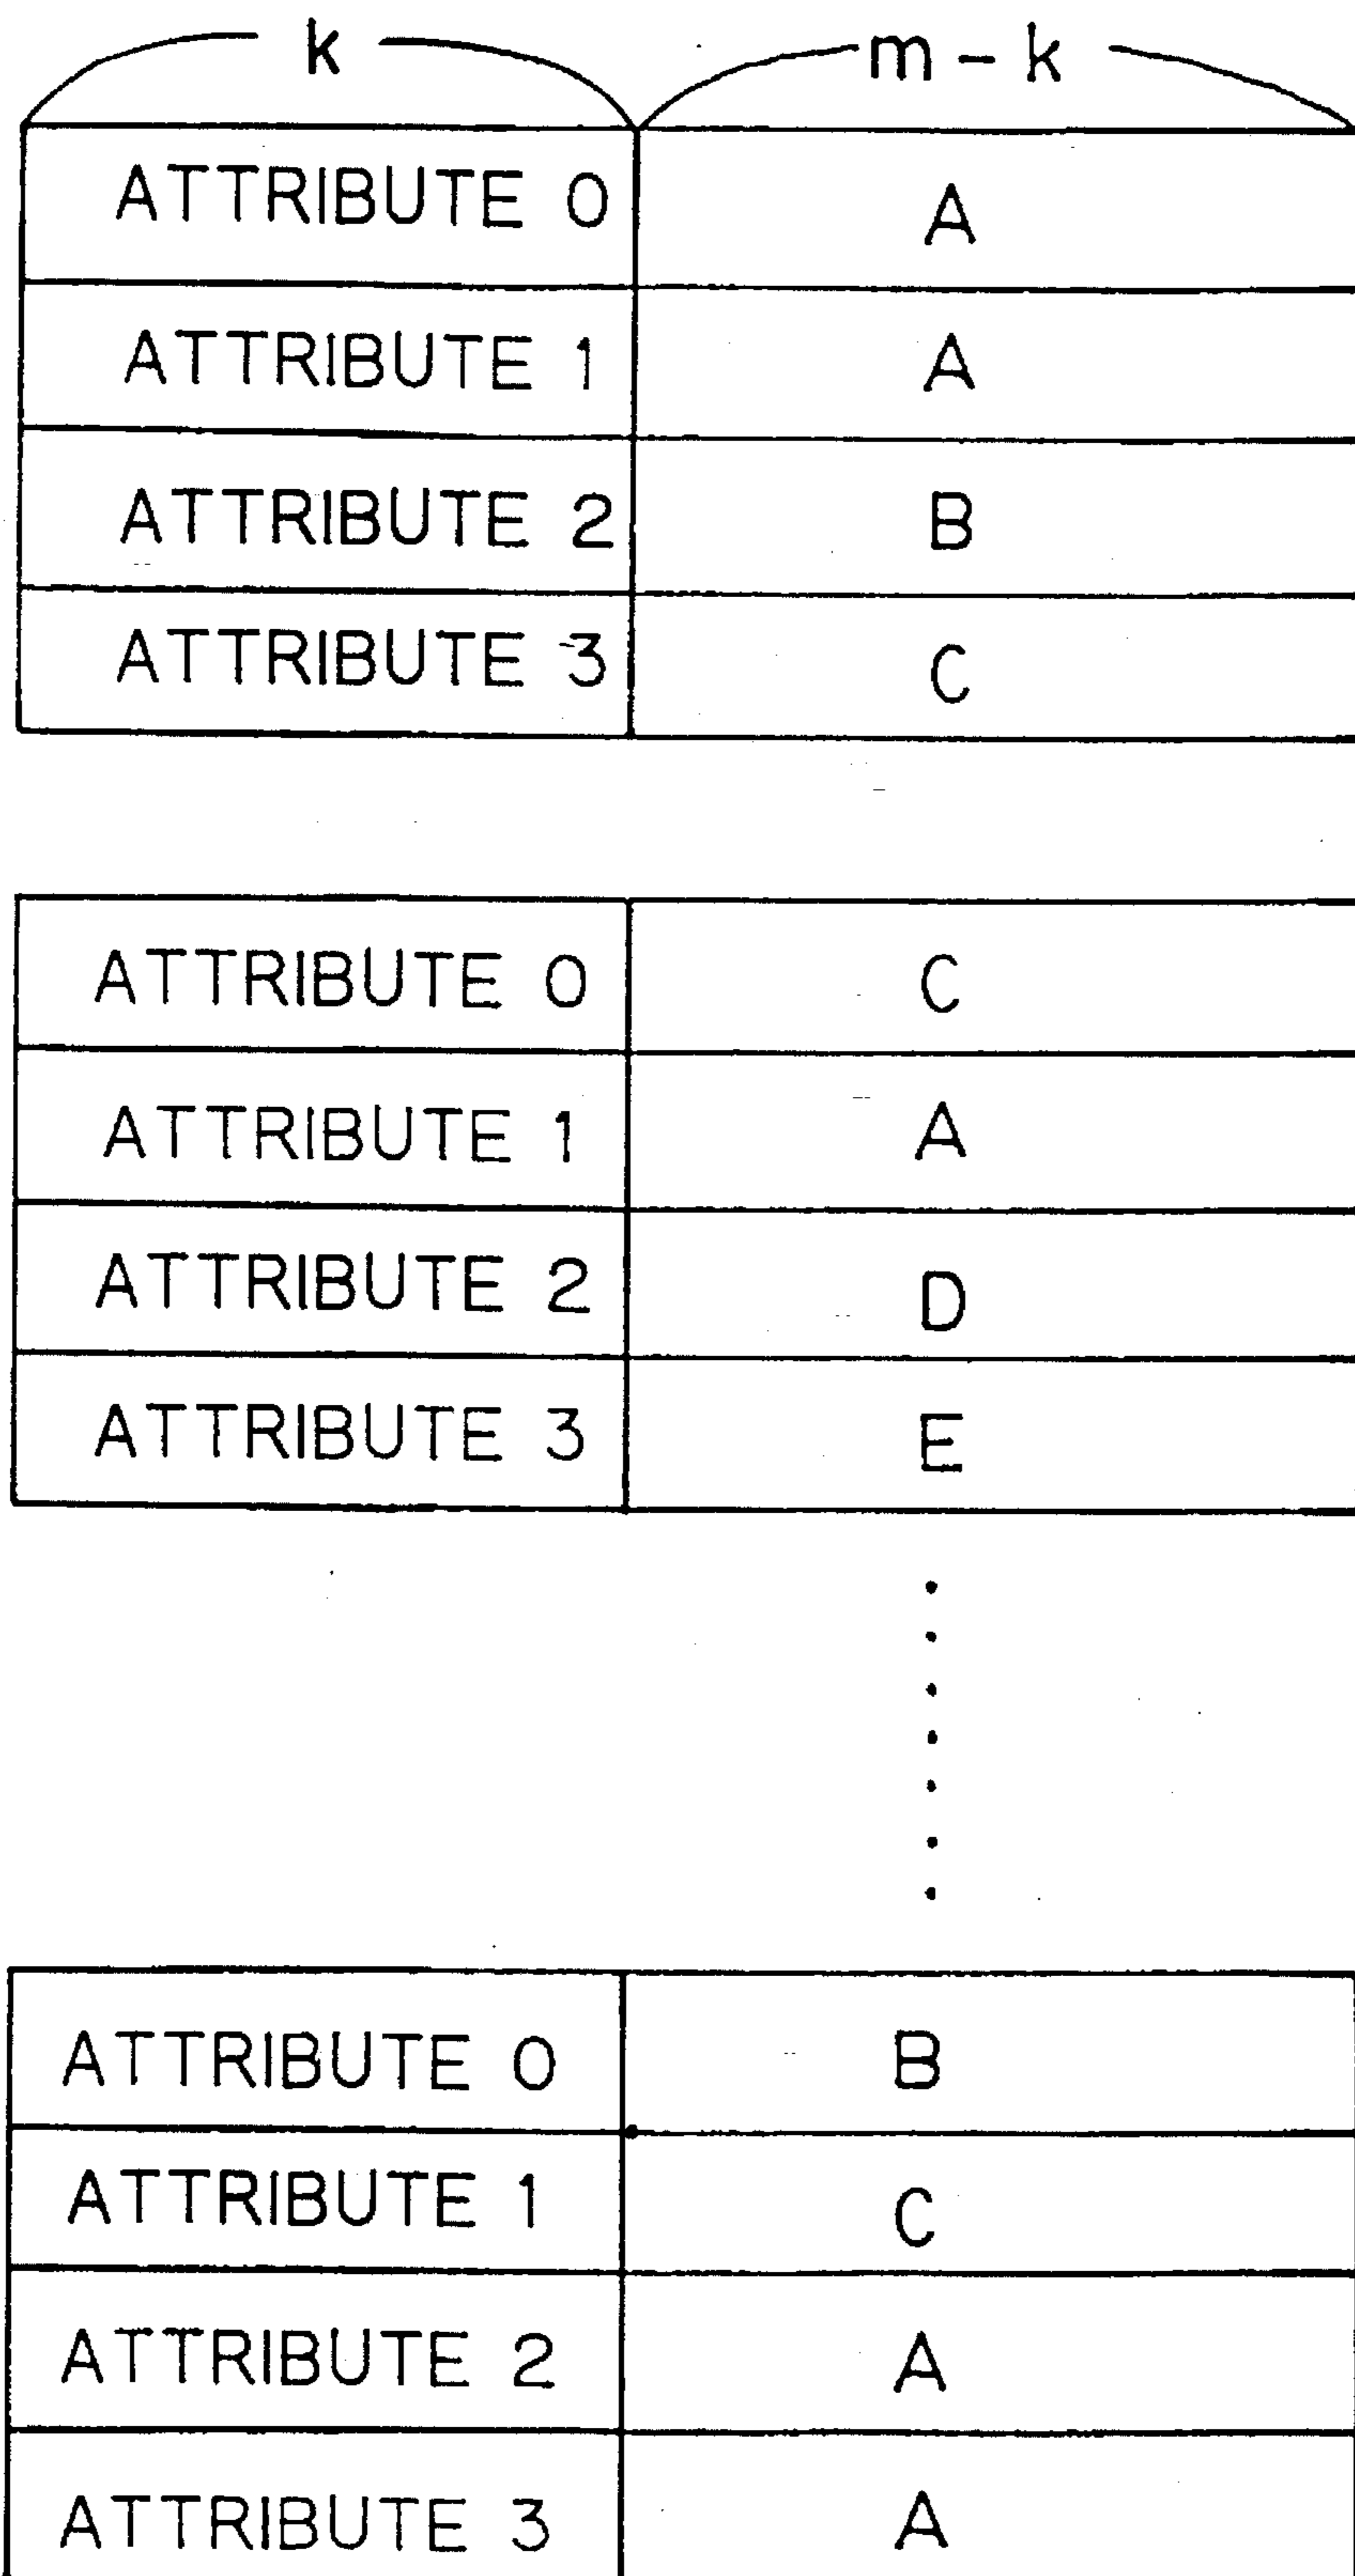 k m - k
ATTRIBUTE 0 A
ATTRIBUTE 1 A
ATTRIBUTE 2 B
ATTRIBUTE 3 C
ATTRIBUTE 0 C
ATTRIBUTE 1 A
ATTRIBUTE 2 D
ATTRIBUTE 3 E
ATTRIBUTE 0 B
ATTRIBUTE 1 C
ATTRIBUTE 2 A
ATTRIBUTE 3 A